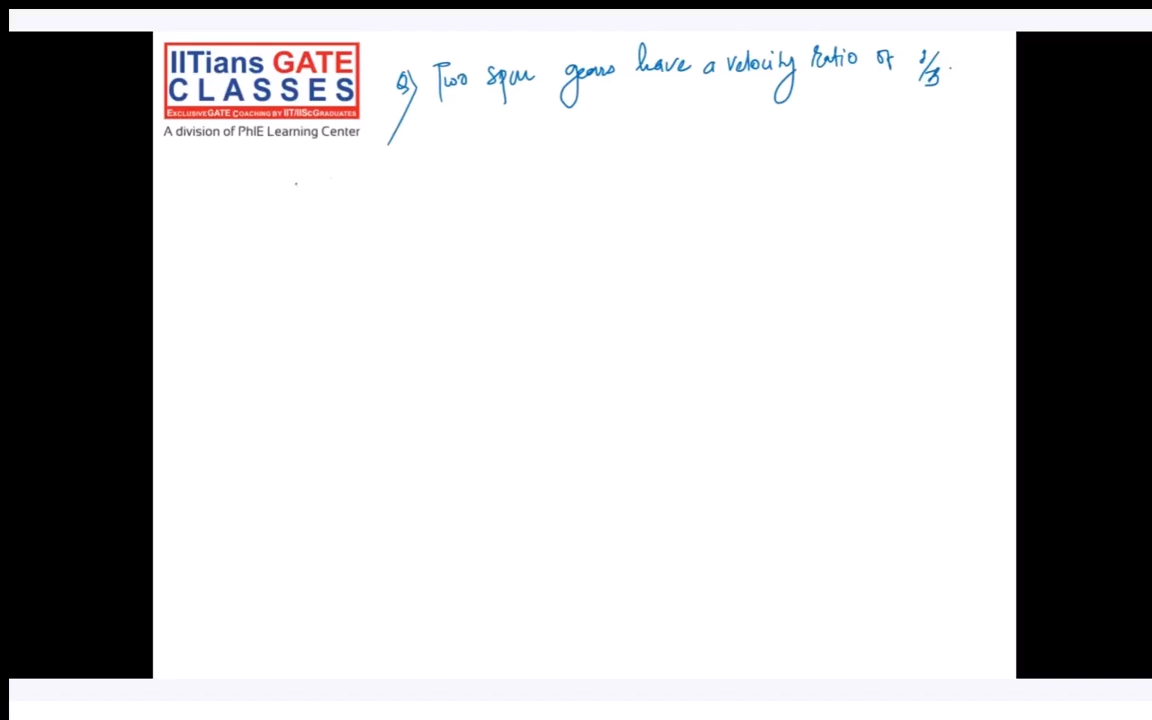 IITians GATE
CLASSES
EXCLUSIVE GATE COACHING BY IIT/IISc GRADUATES
A division of PhIE Learning Center
Q) Two spur gears have a velocity ratio of 1/3.